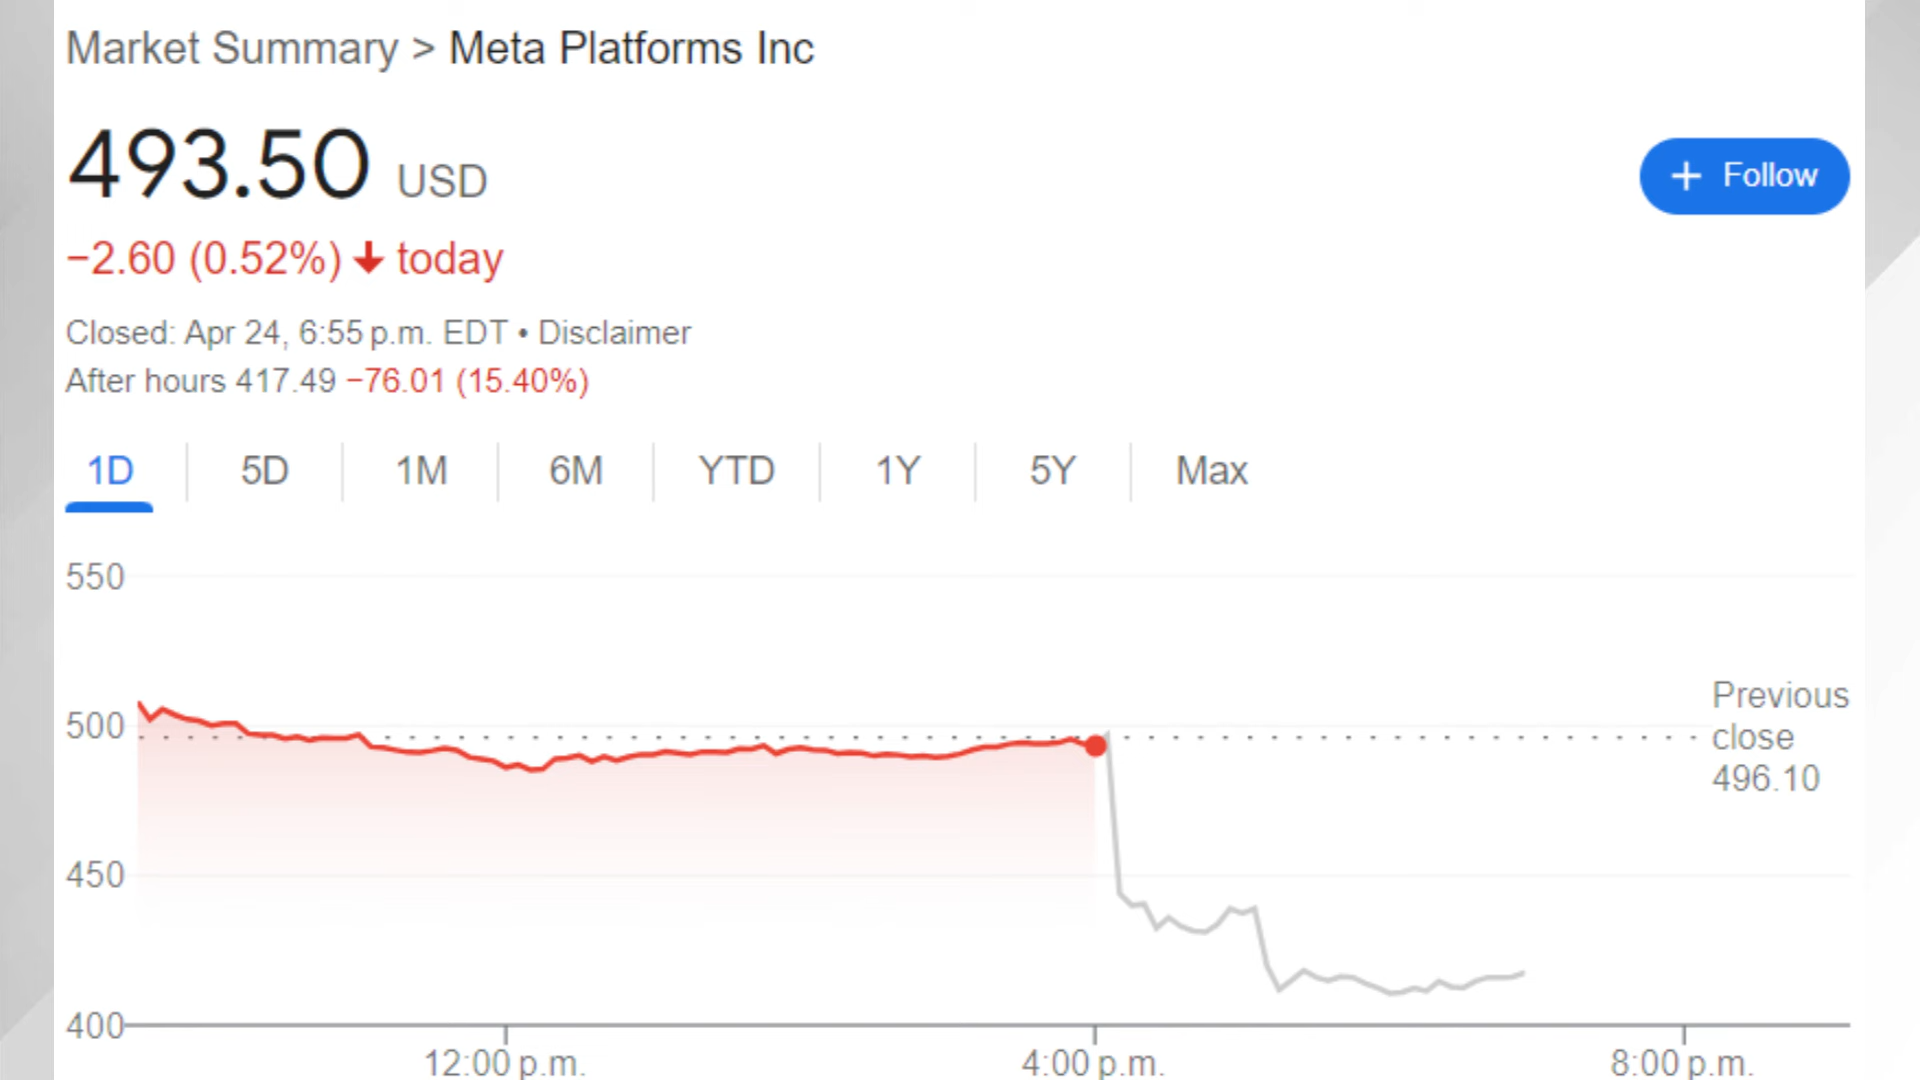 Market Summary > Meta Platforms Inc
493.50 USD
+ Follow
−2.60 (0.52%) ↓ today
Closed: Apr 24, 6:55 p.m. EDT • Disclaimer
After hours 417.49 −76.01 (15.40%)
1D 5D 1M 6M YTD 1Y 5Y Max
550
500
450
400
Previous
close
496.10
12:00 p.m. 4:00 p.m. 8:00 p.m.